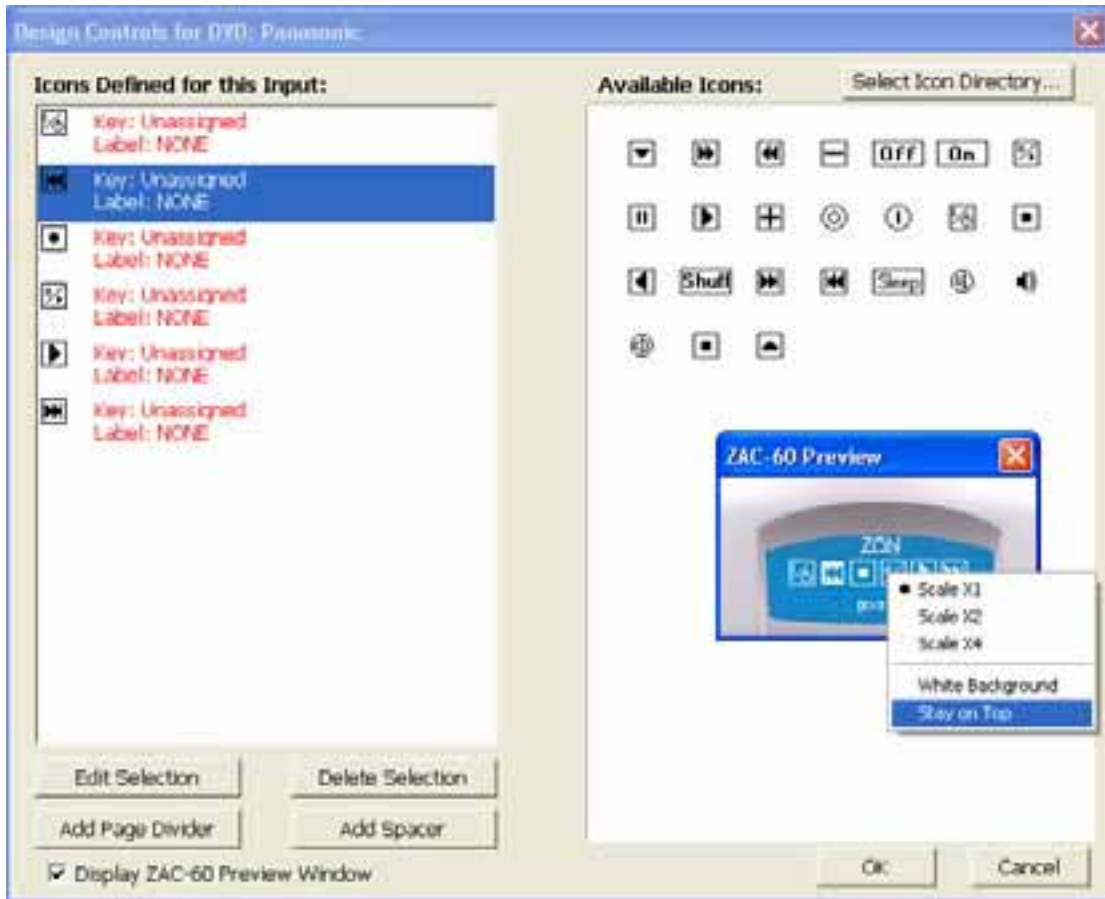 Design Controls for DVD: Panasonic
Icons Defined for this Input:
Key: Unassigned
Label: NONE
Key: Unassigned
Label: NONE
Key: Unassigned
Label: NONE
Key: Unassigned
Label: NONE
Key: Unassigned
Label: NONE
Key: Unassigned
Label: NONE
Edit Selection
Delete Selection
Add Page Divider
Add Spacer
Display ZAC-60 Preview Window
Available Icons:
Select Icon Directory...
Off
On
Shuff
Sleep
ZAC-60 Preview
ZON
Scale X1
Scale X2
Scale X4
White Background
Stay on Top
OK
Cancel